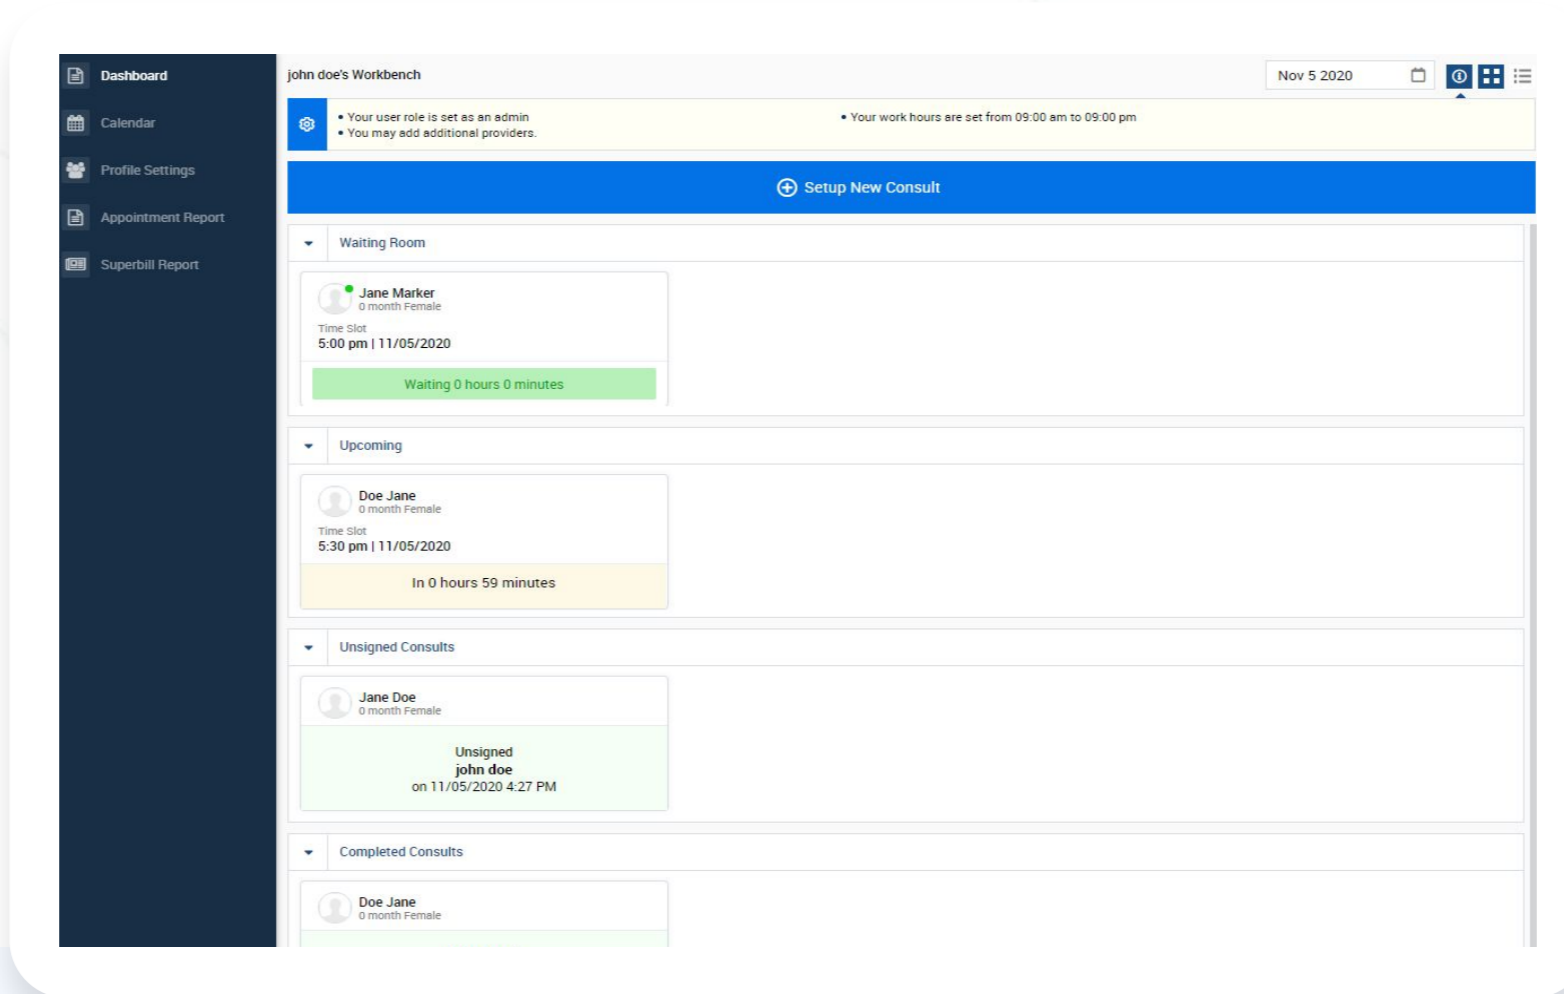 Dashboard
Calendar
Profile Settings
Appointment Report
Superbill Report
john doe's Workbench
Nov 5 2020
• Your user role is set as an admin
• You may add additional providers.
• Your work hours are set from 09:00 am to 09:00 pm
Setup New Consult
Waiting Room
Jane Marker
0 month Female
Time Slot
5:00 pm | 11/05/2020
Waiting 0 hours 0 minutes
Upcoming
Doe Jane
0 month Female
Time Slot
5:30 pm | 11/05/2020
In 0 hours 59 minutes
Unsigned Consults
Jane Doe
0 month Female
Unsigned
john doe
on 11/05/2020 4:27 PM
Completed Consults
Doe Jane
0 month Female